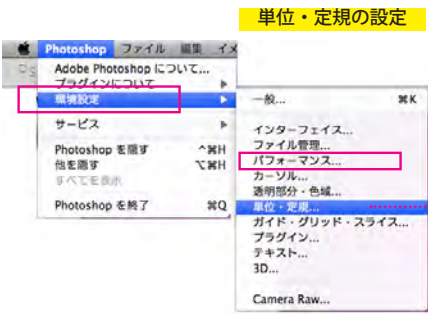 単位・定規の設定
Photoshop ファイル 編集 イメ
Adobe Photoshop について...
プラグインについて
環境設定
サービス
Photoshop を隠す ^⌘H
他を隠す ⌥⌘H
すべてを表示
Photoshop を終了 ⌘Q
一般... ⌘K
インターフェイス...
ファイル管理...
パフォーマンス...
カーソル...
透明部分・色域...
単位・定規...
ガイド・グリッド・スライス...
プラグイン...
テキスト...
3D...
Camera Raw...